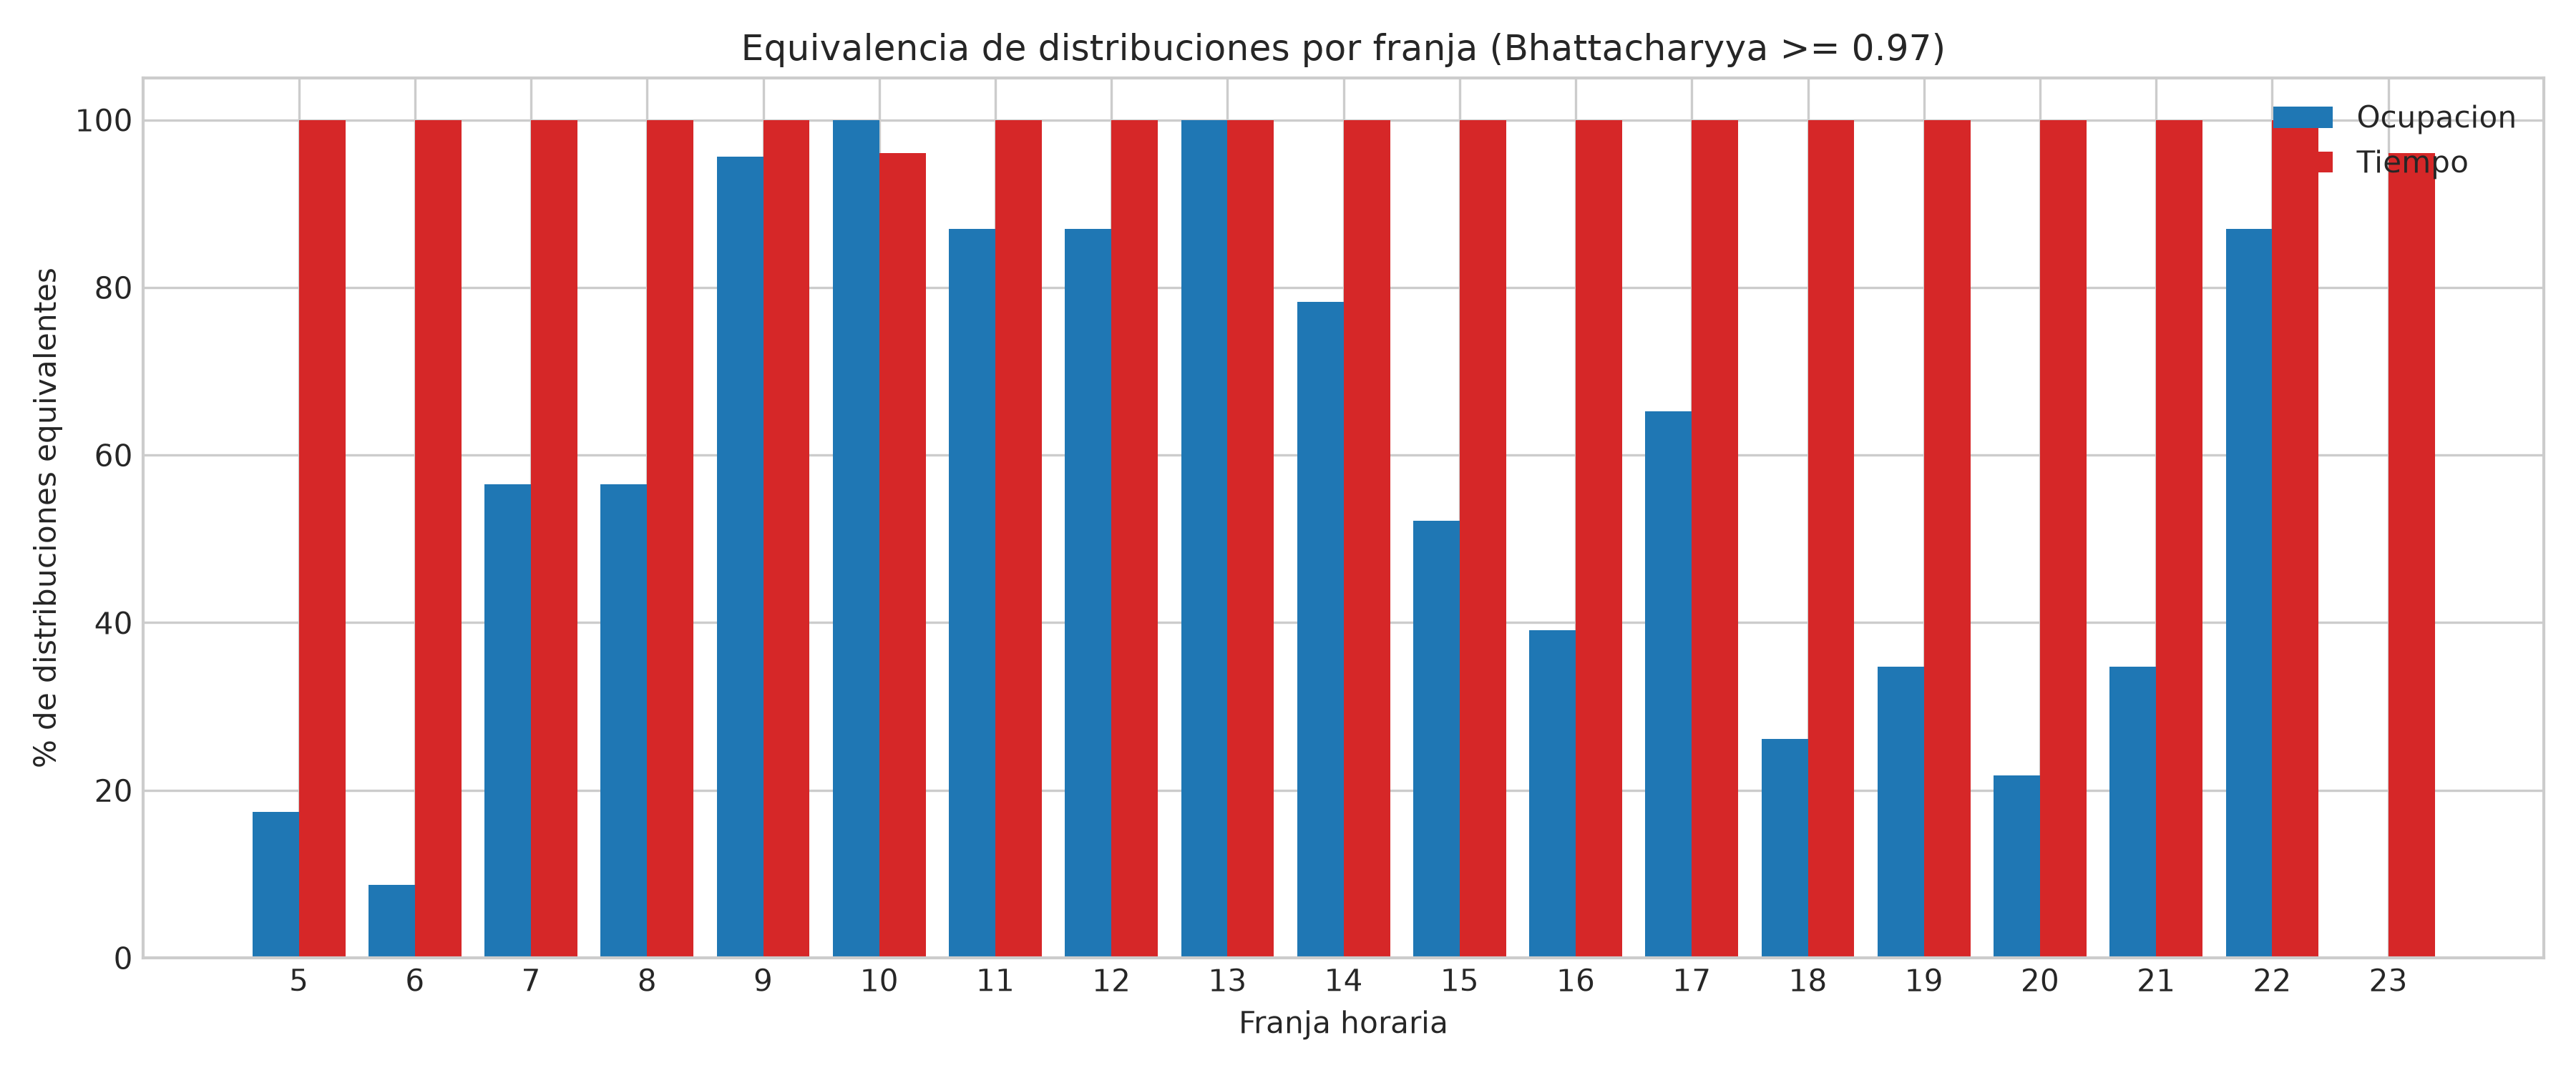 Equivalencia de distribuciones por franja (Bhattacharyya >= 0.97)
Ocupacion
Tiempo
% de distribuciones equivalentes
100
80
60
40
20
0
5 6 7 8 9 10 11 12 13 14 15 16 17 18 19 20 21 22 23
Franja horaria